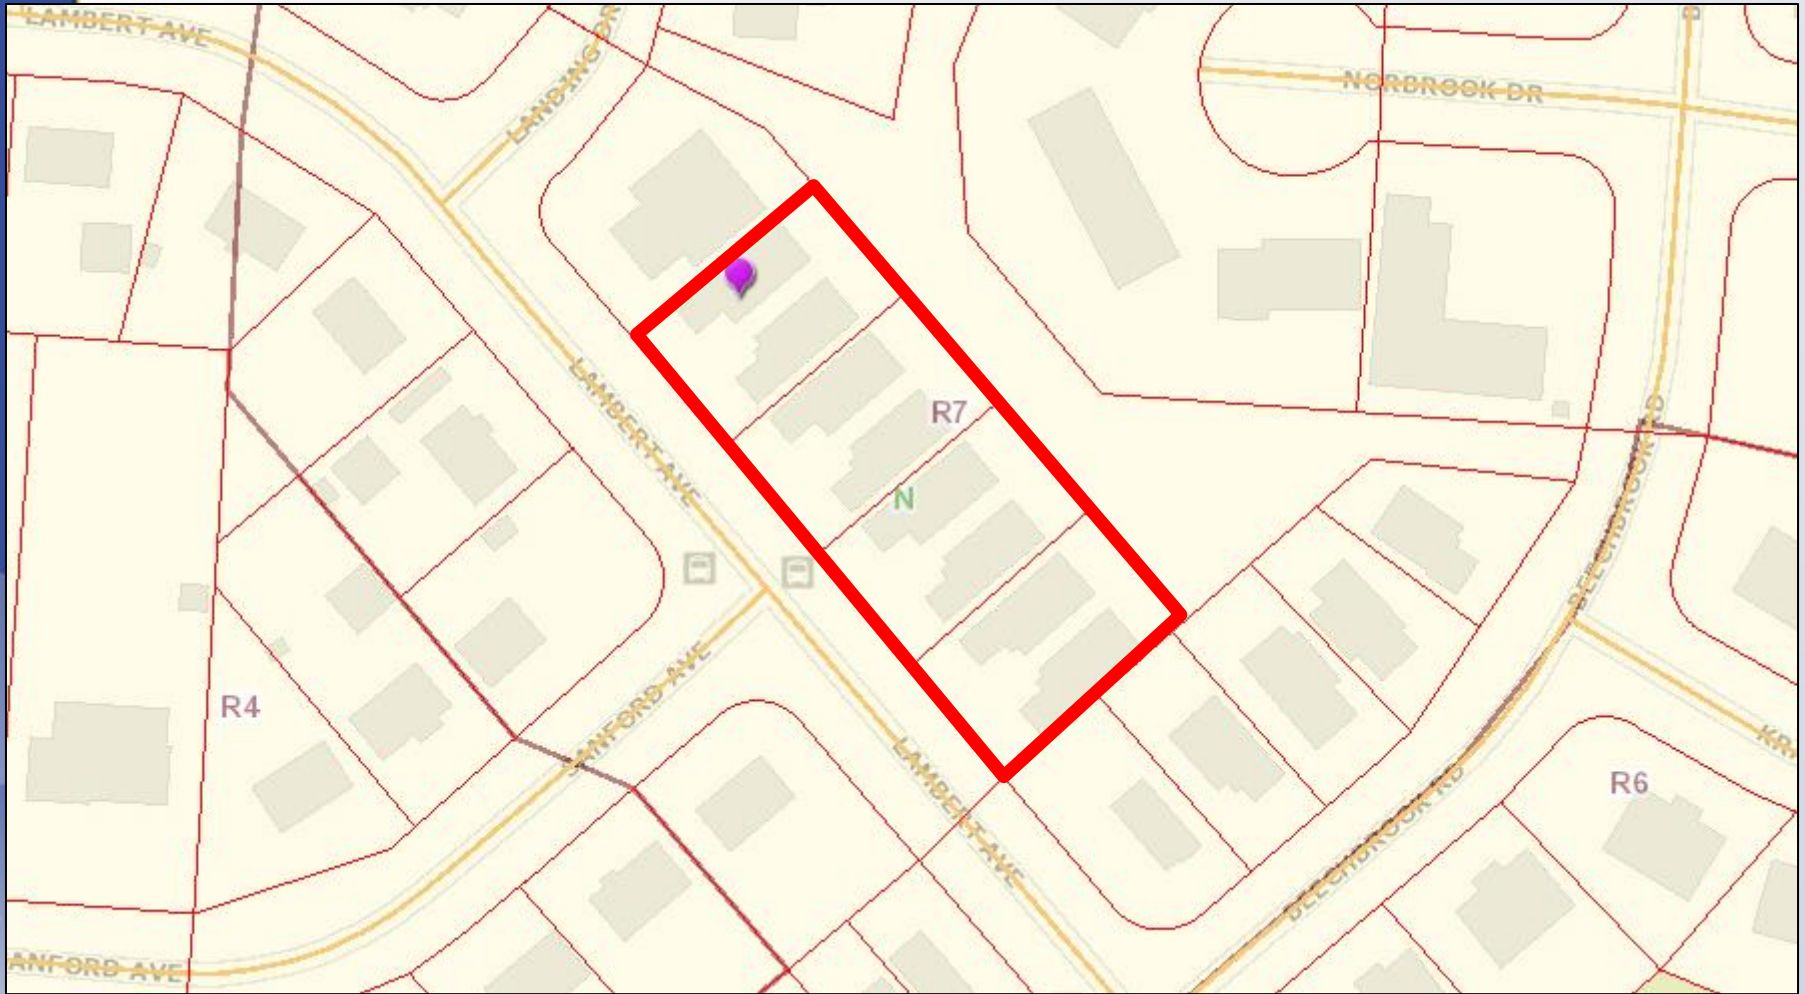 LAMBERT AVE
LANDING DR
NORBROOK DR
LAMBERT AVE
R7
N
BEECHBROOK RD
SANFORD AVE
R4
LAMBERT AVE
BEECHBROOK RD
R6
ANFORD AVE